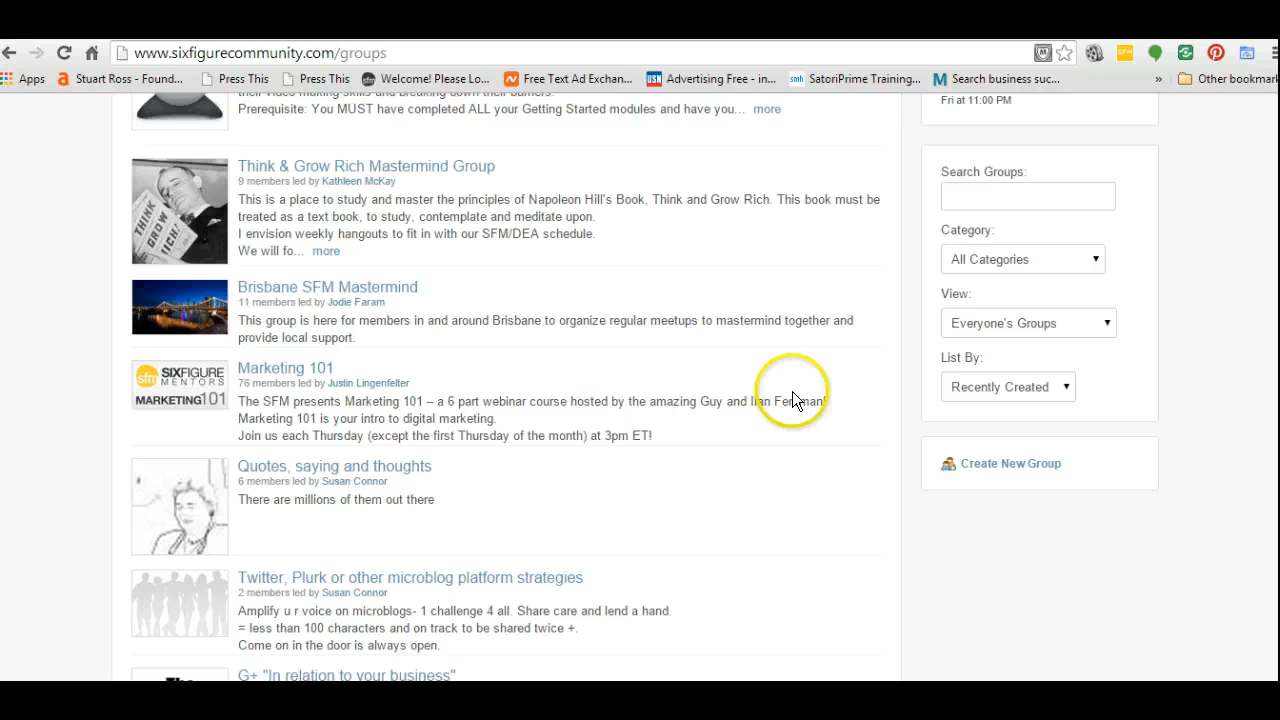 www.sixfigurecommunity.com/groups
Apps Stuart Ross - Found... Press This Press This Welcome! Please Lo... Free Text Ad Exchan... Advertising Free - in... SatoriPrime Training... Search business suc... » Other bookmark
Prerequisite: You MUST have completed ALL your Getting Started modules and have you... more
Think & Grow Rich Mastermind Group
9 members led by Kathleen McKay
This is a place to study and master the principles of Napoleon Hill's Book, Think and Grow Rich. This book must be
treated as a text book, to study, contemplate and meditate upon.
I envision weekly hangouts to fit in with our SFM/DEA schedule.
We will fo... more
THINK
GROW
RICH!
Brisbane SFM Mastermind
11 members led by Jodie Faram
This group is here for members in and around Brisbane to organize regular meetups to mastermind together and
provide local support.
sfm SIXFIGURE
MENTORS
MARKETING101
Marketing 101
76 members led by Justin Lingenfelter
The SFM presents Marketing 101 – a 6 part webinar course hosted by the amazing Guy and Ilan
Marketing 101 is your intro to digital marketing.
Join us each Thursday (except the first Thursday of the month) at 3pm ET!
Quotes, saying and thoughts
6 members led by Susan Connor
There are millions of them out there
Twitter, Plurk or other microblog platform strategies
2 members led by Susan Connor
Amplify u r voice on microblogs- 1 challenge 4 all. Share care and lend a hand.
= less than 100 characters and on track to be shared twice +.
Come on in the door is always open.
G+ "In relation to your business"
Fri at 11:00 PM
Search Groups:
Category:
All Categories
View:
Everyone's Groups
List By:
Recently Created
Create New Group